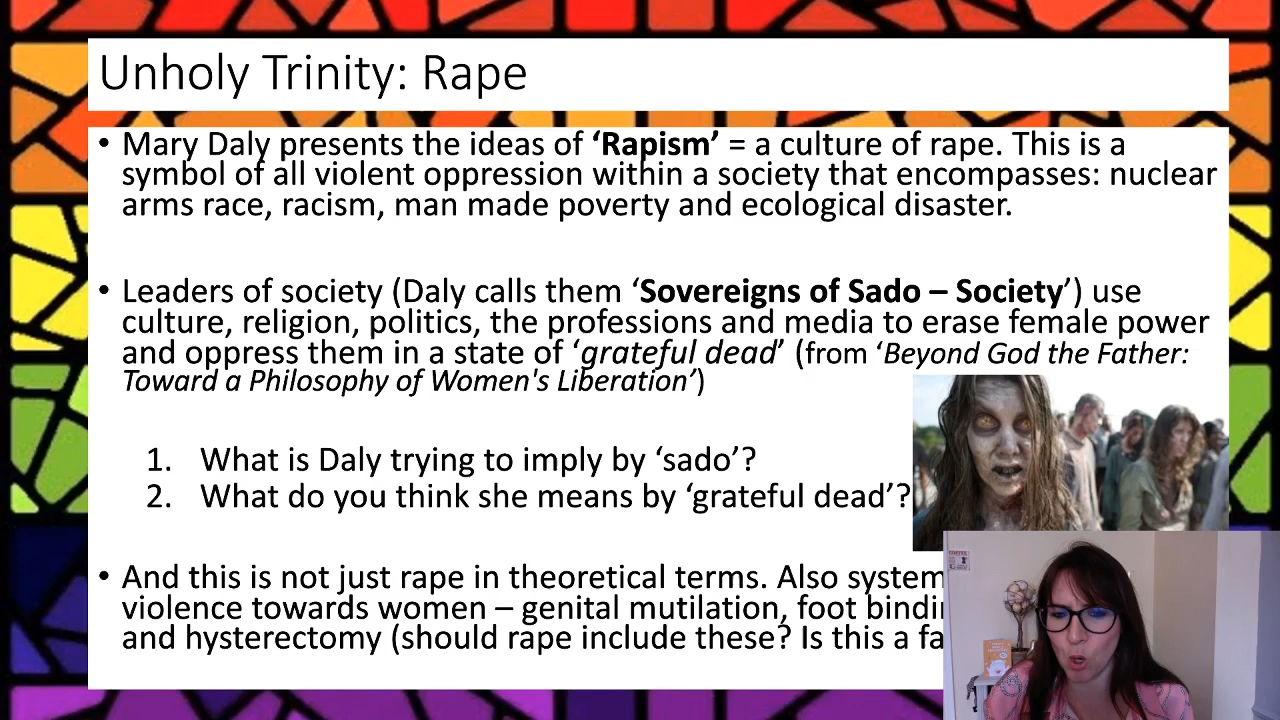 Unholy Trinity: Rape
• Mary Daly presents the ideas of ‘Rapism’ = a culture of rape. This is a
symbol of all violent oppression within a society that encompasses: nuclear
arms race, racism, man made poverty and ecological disaster.
• Leaders of society (Daly calls them ‘Sovereigns of Sado – Society’) use
culture, religion, politics, the professions and media to erase female power
and oppress them in a state of ‘grateful dead’ (from ‘Beyond God the Father:
Toward a Philosophy of Women's Liberation’)
1. What is Daly trying to imply by ‘sado’?
2. What do you think she means by ‘grateful dead’?
• And this is not just rape in theoretical terms. Also system
violence towards women – genital mutilation, foot bindi
and hysterectomy (should rape include these? Is this a fa